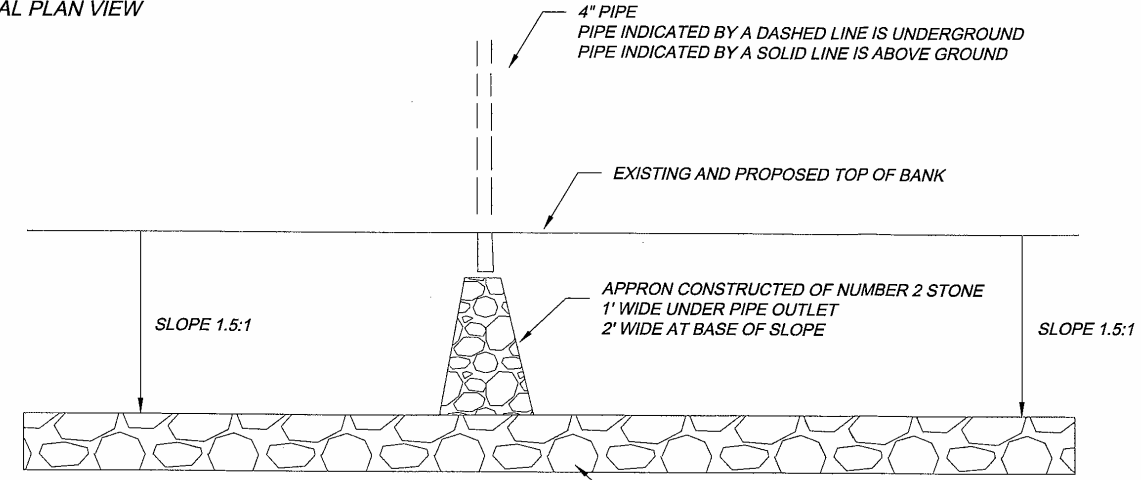 AL PLAN VIEW
4" PIPE
PIPE INDICATED BY A DASHED LINE IS UNDERGROUND
PIPE INDICATED BY A SOLID LINE IS ABOVE GROUND
EXISTING AND PROPOSED TOP OF BANK
APPRON CONSTRUCTED OF NUMBER 2 STONE
1' WIDE UNDER PIPE OUTLET
2' WIDE AT BASE OF SLOPE
SLOPE 1.5:1
SLOPE 1.5:1